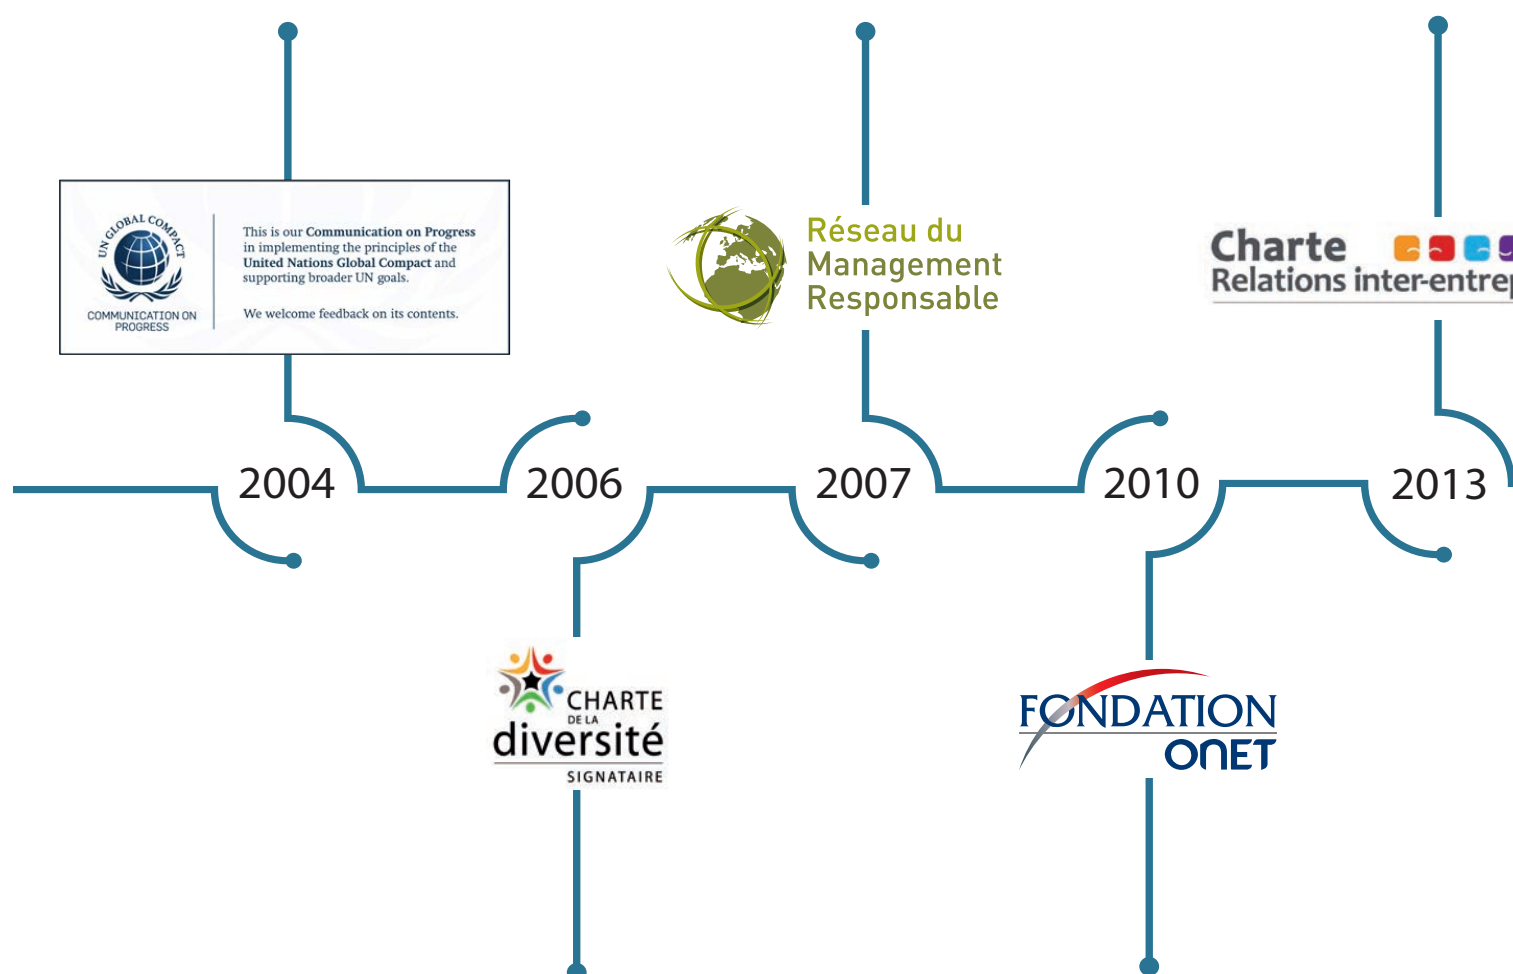 UN GLOBAL COMPACT
COMMUNICATION ON
PROGRESS
This is our Communication on Progress
in implementing the principles of the
United Nations Global Compact and
supporting broader UN goals.
We welcome feedback on its contents.
Réseau du
Management
Responsable
Charte
Relations inter-entrep
2004
2006
2007
2010
2013
CHARTE
DE LA
diversité
SIGNATAIRE
FONDATION
ONET